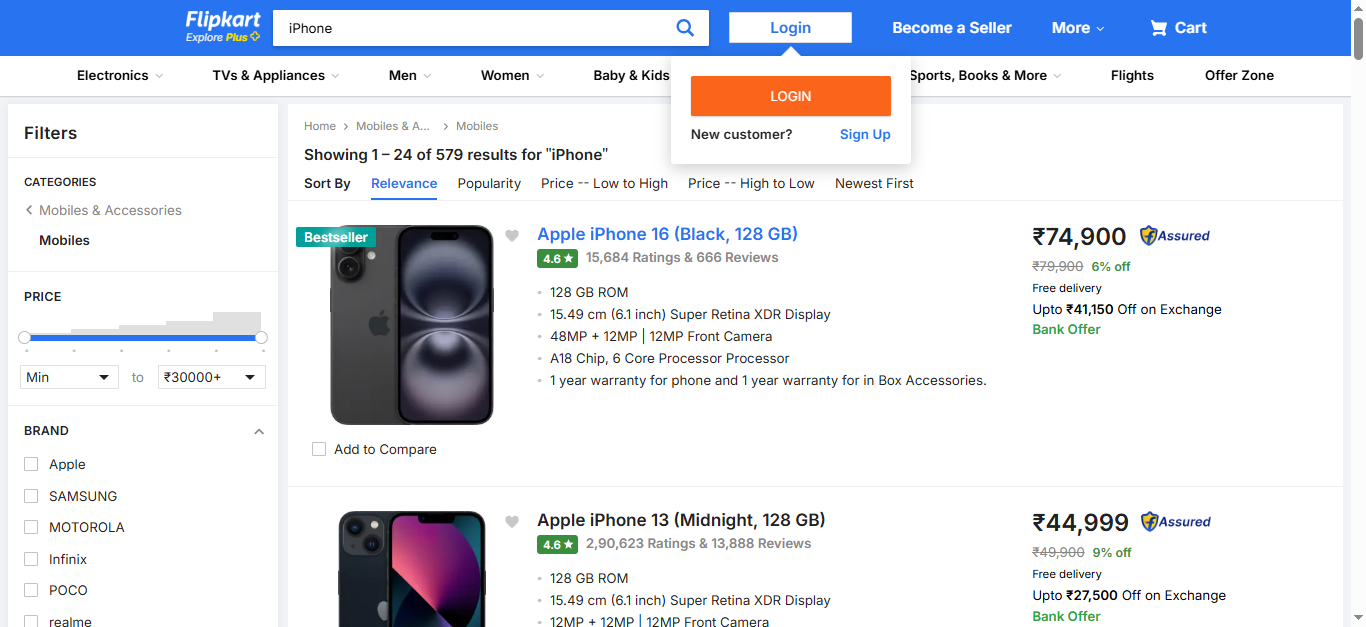 Flipkart
Explore Plus
iPhone
Login
Become a Seller
More
Cart
Electronics
TVs & Appliances
Men
Women
Baby & Kids
Sports, Books & More
Flights
Offer Zone
LOGIN
New customer? Sign Up
Filters
CATEGORIES
Mobiles & Accessories
Mobiles
PRICE
Min to ₹30000+
BRAND
Apple
SAMSUNG
MOTOROLA
Infinix
POCO
realme
Home Mobiles & A... Mobiles
Showing 1 – 24 of 579 results for "iPhone"
Sort By Relevance Popularity Price -- Low to High Price -- High to Low Newest First
Bestseller
Add to Compare
Apple iPhone 16 (Black, 128 GB)
4.6 15,684 Ratings & 666 Reviews
128 GB ROM
15.49 cm (6.1 inch) Super Retina XDR Display
48MP + 12MP | 12MP Front Camera
A18 Chip, 6 Core Processor Processor
1 year warranty for phone and 1 year warranty for in Box Accessories.
₹74,900 Assured
₹79,900 6% off
Free delivery
Upto ₹41,150 Off on Exchange
Bank Offer
Apple iPhone 13 (Midnight, 128 GB)
4.6 2,90,623 Ratings & 13,888 Reviews
128 GB ROM
15.49 cm (6.1 inch) Super Retina XDR Display
12MP + 12MP | 12MP Front Camera
₹44,999 Assured
₹49,900 9% off
Free delivery
Upto ₹27,500 Off on Exchange
Bank Offer